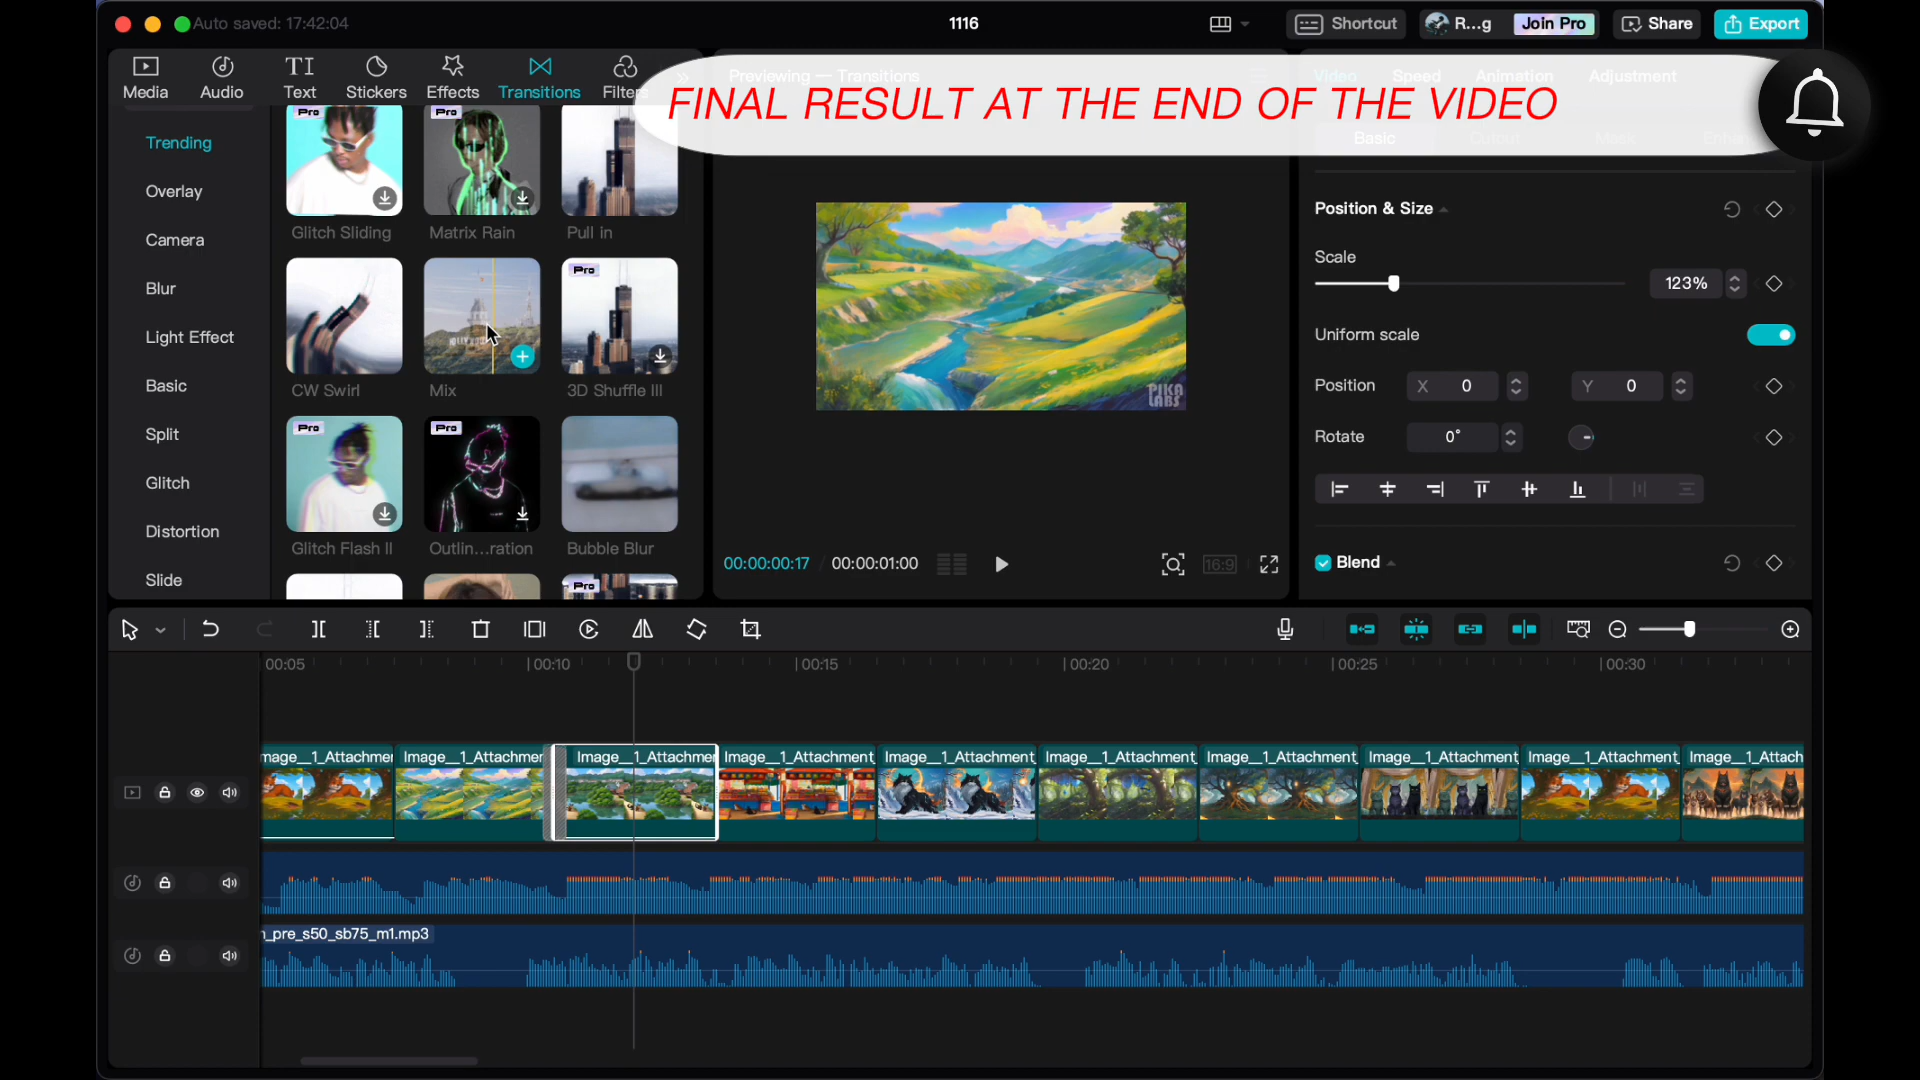 Auto saved: 17:42:04
1116
Shortcut
R...g
Join Pro
Share
Export
Media
Audio
Text
Stickers
Effects
Transitions
Filters
Previewing — Transitions
Video
Speed
Animation
Adjustment
FINAL RESULT AT THE END OF THE VIDEO
Basic
Colour
Mask
Trending
Overlay
Camera
Blur
Light Effect
Basic
Split
Glitch
Distortion
Slide
Pro
Pro
Glitch Sliding
Matrix Rain
Pull in
Pro
HOLLYWOOD
CW Swirl
Mix
3D Shuffle III
Pro
Pro
Glitch Flash II
Outlin...ration
Bubble Blur
Pro
PIKA
LABS
00:00:00:17 / 00:00:01:00
16:9
Position & Size
Scale
123%
Uniform scale
Position
X 0
Y 0
Rotate
0°
Blend
00:05
00:10
00:15
00:20
00:25
00:30
mage__1_Attachmer
Image__1_Attachmer
Image__1_Attachmer
Image__1_Attachment
Image__1_Attachment
Image__1_Attachment
Image__1_Attachment
Image__1_Attachment
Image__1_Attachment
Image__1_Attach
_pre_s50_sb75_m1.mp3